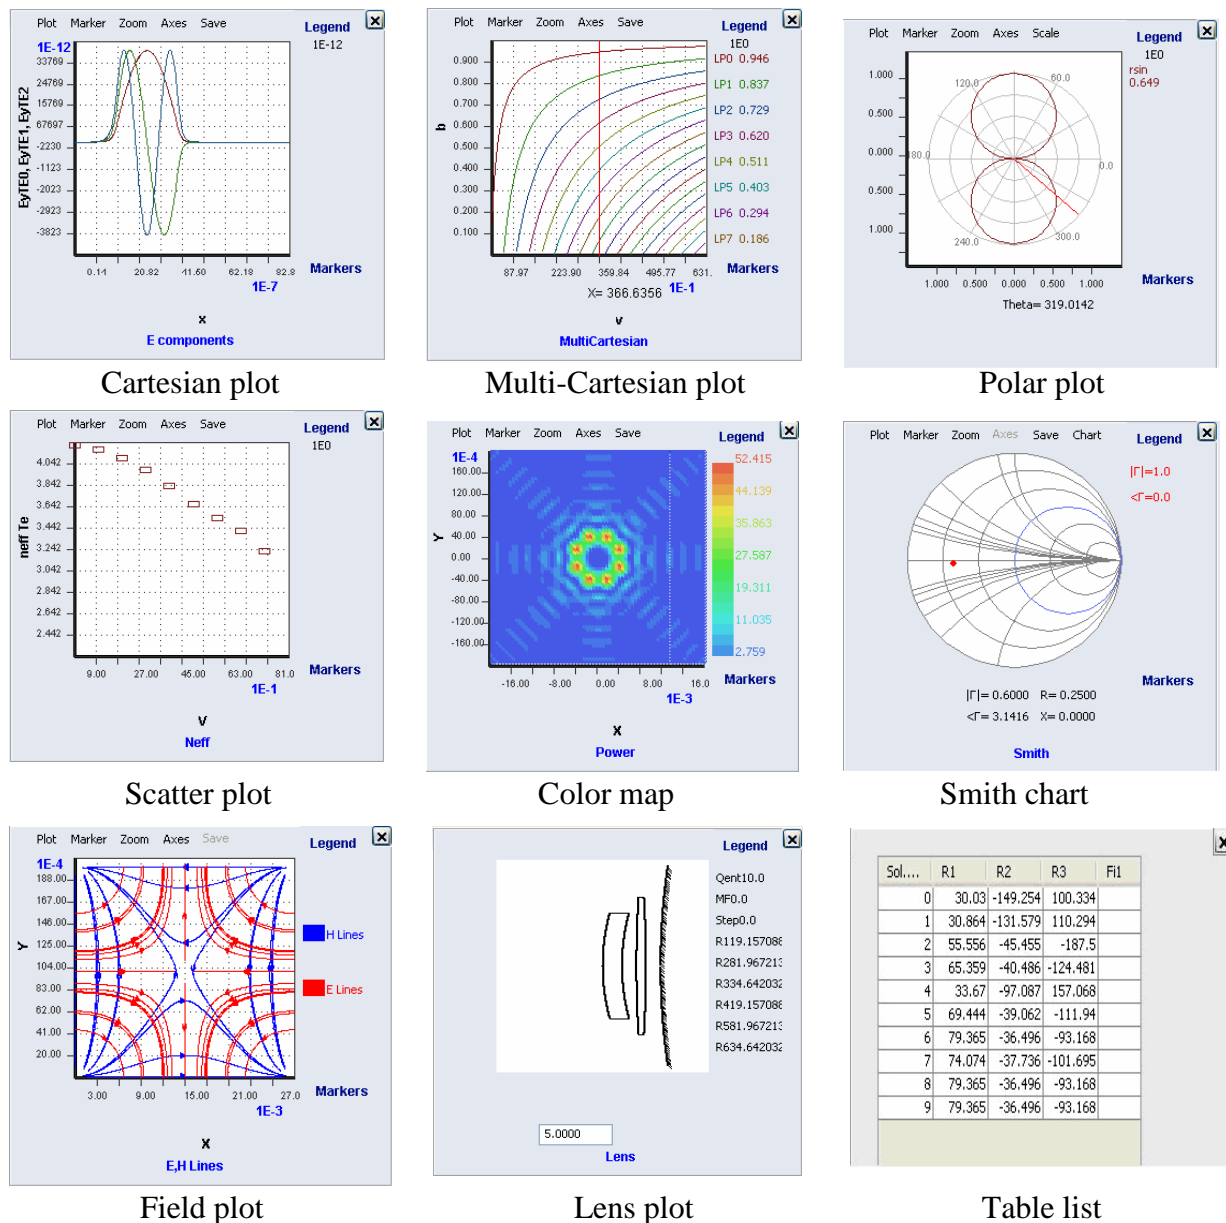 Plot Marker Zoom Axes Save Legend
1E-12 1E-12
33769
24769
15769
67697
-2230
-1123
-2023
-2923
-3823
EyTE0, EyTE1, EyTE2
0.14 20.82 41.60 62.19 82.8
Markers
1E-7
x
E components
Cartesian plot
Plot Marker Zoom Axes Save Legend
1E0
0.900
0.800
0.700
0.600
0.500
0.400
0.300
0.200
0.100
b
LP0 0.946
LP1 0.837
LP2 0.729
LP3 0.620
LP4 0.511
LP5 0.403
LP6 0.294
LP7 0.186
87.97 223.90 359.84 495.77 631.
Markers
X= 366.6356 1E-1
v
MultiCartesian
Multi-Cartesian plot
Plot Marker Zoom Axes Scale Legend
1E0
rsin
0.649
1.000
0.500
0.000
0.500
1.000
120.0 60.0
180.0 0.0
240.0 300.0
Markers
1.000 0.500 0.000 0.500 1.000
Theta= 319.0142
Polar plot
Plot Marker Zoom Axes Save Legend
1E0
4.042
3.842
3.642
3.442
3.242
3.042
2.842
2.642
2.442
neff Te
Markers
9.00 27.00 45.00 63.00 81.0
1E-1
V
Neff
Scatter plot
Plot Marker Zoom Axes Save Legend
1E-4
160.00
120.00
80.00
40.00
0.00
-40.00
-80.00
-120.00
-160.00
Y
52.415
44.139
35.863
27.587
19.311
11.035
2.759
Markers
-16.00 -8.00 0.00 8.00 16.0
1E-3
X
Power
Color map
Plot Marker Zoom Axes Save Chart Legend
|Γ|=1.0
<Γ=0.0
Markers
|Γ|= 0.6000 R= 0.2500
<Γ= 3.1416 X= 0.0000
Smith
Smith chart
Plot Marker Zoom Axes Save Legend
1E-4
188.00
167.00
146.00
125.00
104.00
83.00
62.00
41.00
20.00
Y
H Lines
E Lines
Markers
3.00 9.00 15.00 21.00 27.0
1E-3
X
E,H Lines
Field plot
Legend
Qent10.0
MF0.0
Step0.0
R119.157088
R281.967213
R334.642032
R419.157088
R581.967213
R634.642032
5.0000
Lens
Lens plot
Sol.... R1 R2 R3 Fi1
0 30.03 -149.254 100.334
1 30.864 -131.579 110.294
2 55.556 -45.455 -187.5
3 65.359 -40.486 -124.481
4 33.67 -97.087 157.068
5 69.444 -39.062 -111.94
6 79.365 -36.496 -93.168
7 74.074 -37.736 -101.695
8 79.365 -36.496 -93.168
9 79.365 -36.496 -93.168
Table list